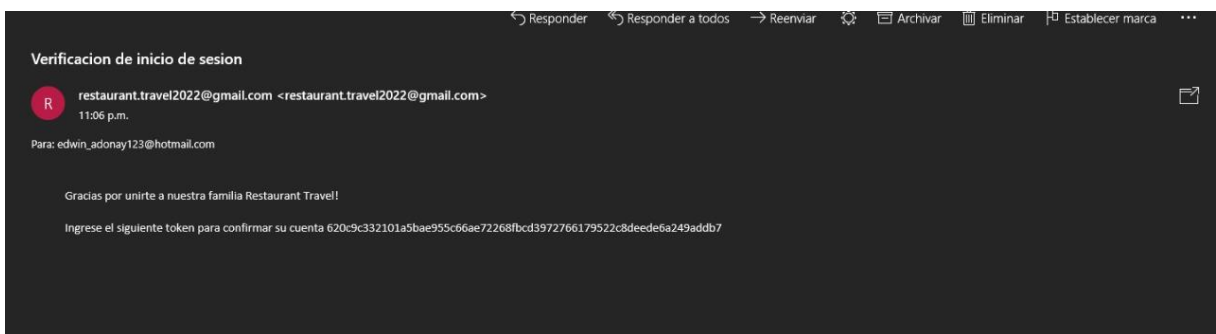 Responder Responder a todos Reenviar Archivar Eliminar Establecer marca ...
Verificacion de inicio de sesion
R
restaurant.travel2022@gmail.com <restaurant.travel2022@gmail.com>
11:06 p.m.
Para: edwin_adonay123@hotmail.com
Gracias por unirte a nuestra familia Restaurant Travel!
Ingrese el siguiente token para confirmar su cuenta 620c9c332101a5bae955c66ae72268fbcd3972766179522c8deede6a249addb7